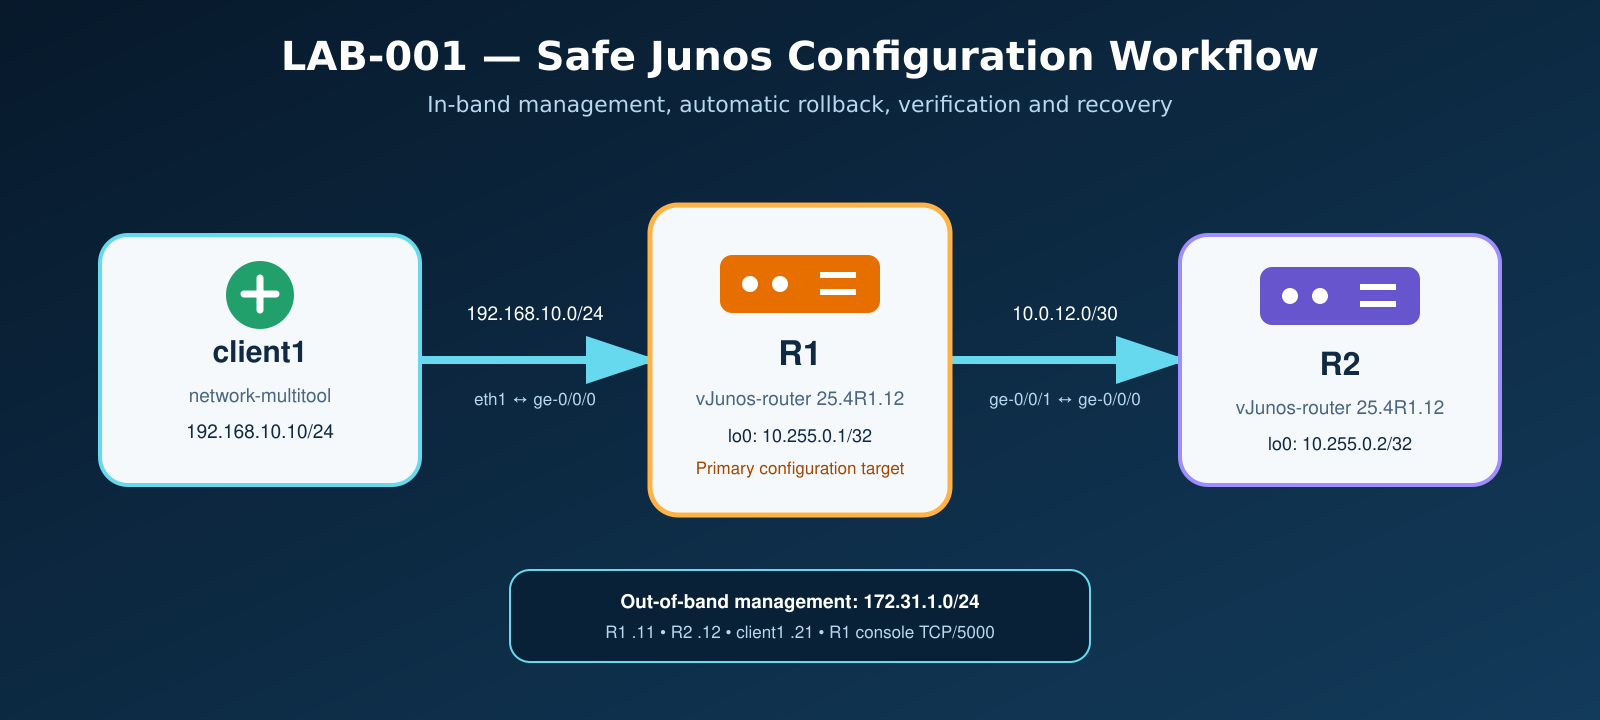 LAB-001 — Safe Junos Configuration Workflow
In-band management, automatic rollback, verification and recovery
client1
network-multitool
192.168.10.10/24
192.168.10.0/24
eth1 ↔ ge-0/0/0
R1
vJunos-router 25.4R1.12
lo0: 10.255.0.1/32
Primary configuration target
10.0.12.0/30
ge-0/0/1 ↔ ge-0/0/0
R2
vJunos-router 25.4R1.12
lo0: 10.255.0.2/32
Out-of-band management: 172.31.1.0/24
R1 .11 • R2 .12 • client1 .21 • R1 console TCP/5000